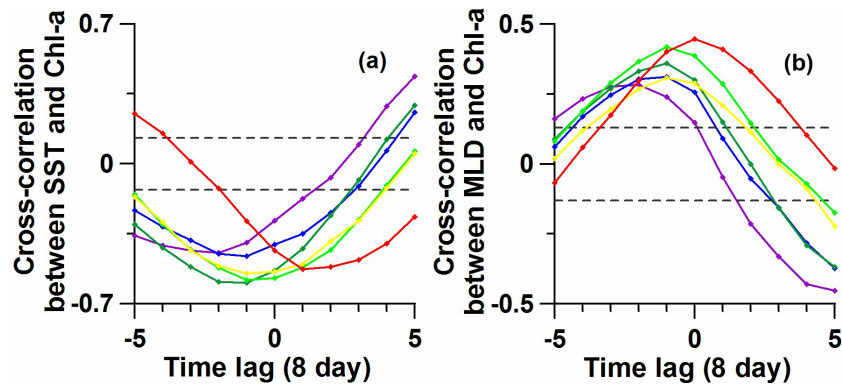 Cross-correlation
between SST and Chl-a
0.7
0
-0.7
(a)
-5
0
5
Time lag (8 day)
Cross-correlation
between MLD and Chl-a
0.5
0
-0.5
(b)
-5
0
5
Time lag (8 day)